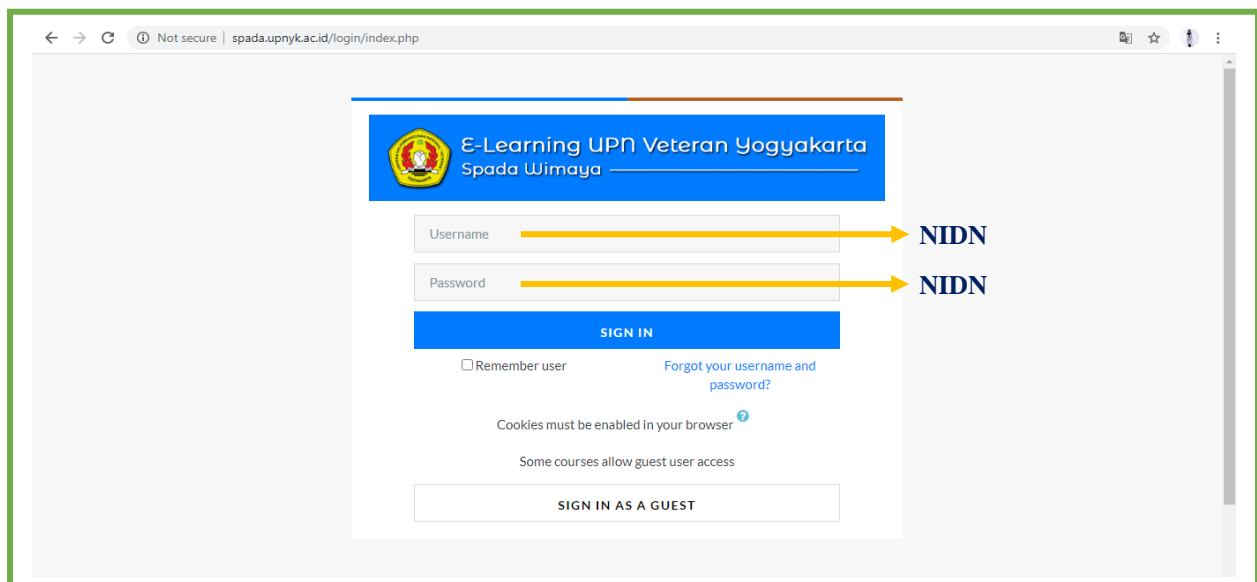 Not secure | spada.upnyk.ac.id/login/index.php
E-Learning UPN Veteran Yogyakarta
Spada Wimaya
Username NIDN
Password NIDN
SIGN IN
Remember user
Forgot your username and
password?
Cookies must be enabled in your browser
Some courses allow guest user access
SIGN IN AS A GUEST